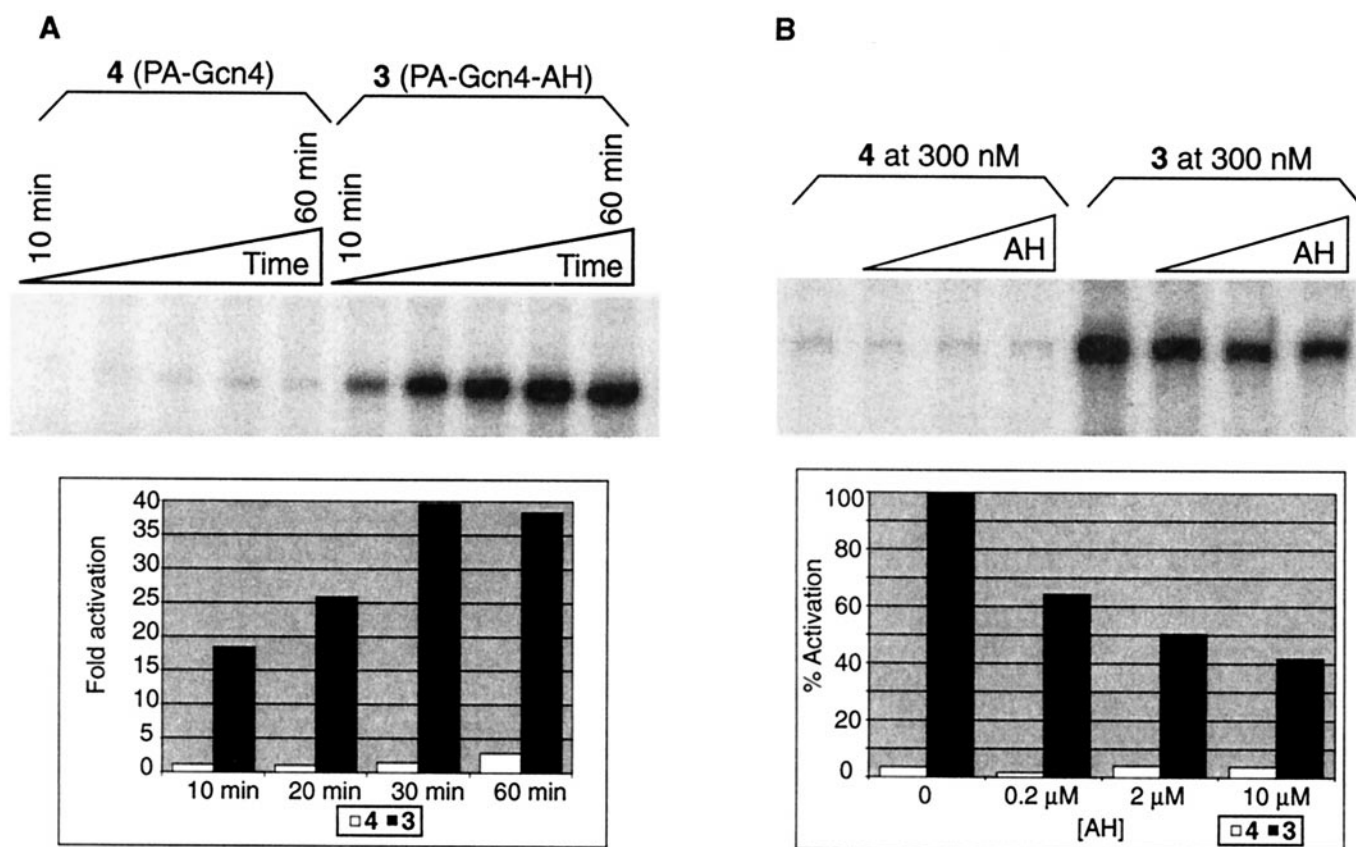 A
4 (PA-Gcn4) 3 (PA-Gcn4-AH)
10 min 60 min 10 min 60 min
Time Time
Fold activation
40
35
30
25
20
15
10
5
0
10 min 20 min 30 min 60 min
4 3
B
4 at 300 nM 3 at 300 nM
AH AH
% Activation
100
80
60
40
20
0
0 0.2 µM 2 µM 10 µM
[AH]
4 3